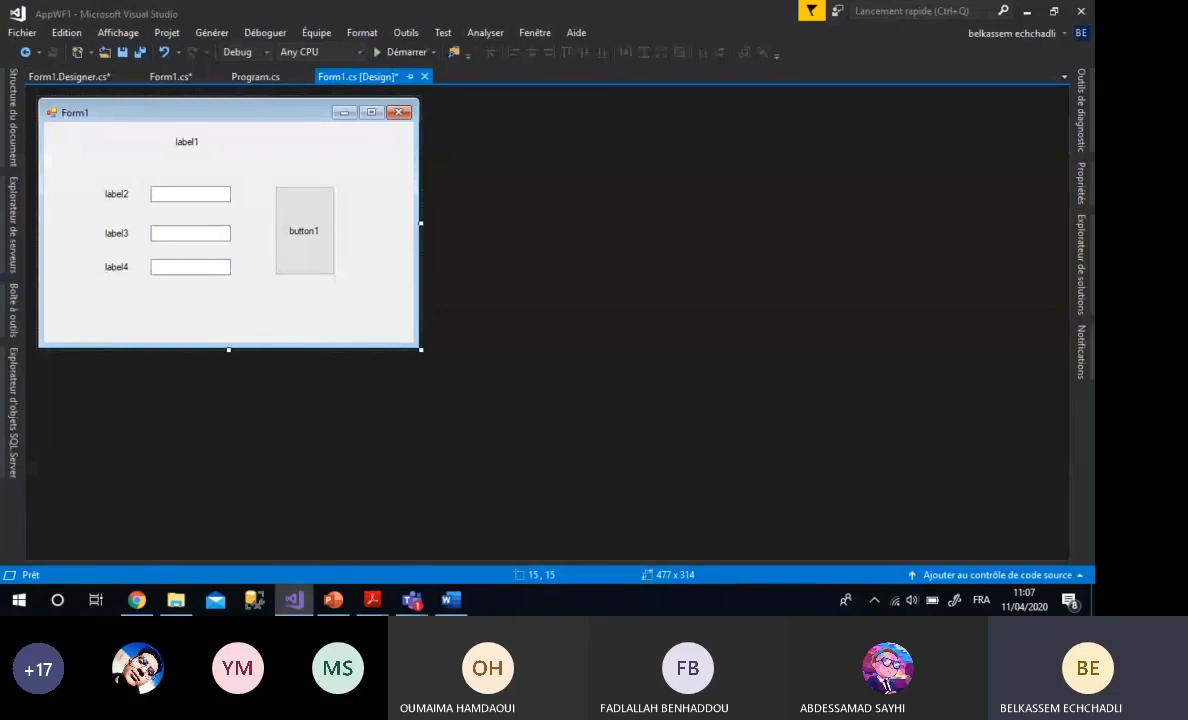 AppWF1 - Microsoft Visual Studio
Lancement rapide (Ctrl+Q)
Fichier Edition Affichage Projet Générer Déboguer Équipe Format Outils Test Analyser Fenêtre Aide
belkassem echchadli BE
Debug Any CPU Démarrer
Form1.Designer.cs* Form1.cs* Program.cs Form1.cs [Design]*
Structure du document
Explorateur de serveurs
Boîte à outils
Explorateur d'objets SQL Server
Form1
label1
label2
label3
label4
button1
Outils de diagnostic
Propriétés
Explorateur de solutions
Notifications
Prêt
15 , 15
477 x 314
Ajouter au contrôle de code source
FRA
11:07
11/04/2020
8
+17
YM
MS
OH
OUMAIMA HAMDAOUI
FB
FADLALLAH BENHADDOU
ABDESSAMAD SAYHI
BE
BELKASSEM ECHCHADLI